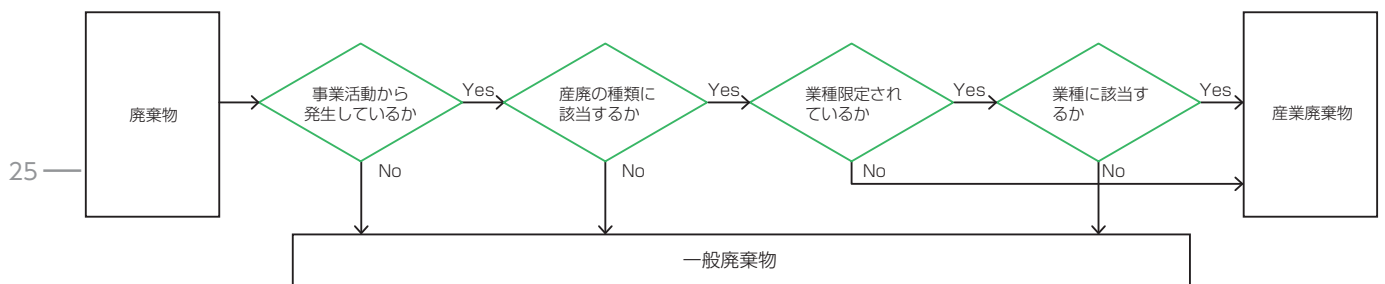 廃棄物
事業活動から
発生しているか
Yes
産廃の種類に
該当するか
Yes
業種限定され
ているか
Yes
業種に該当す
るか
Yes
産業廃棄物
25
No
No
No
No
一般廃棄物